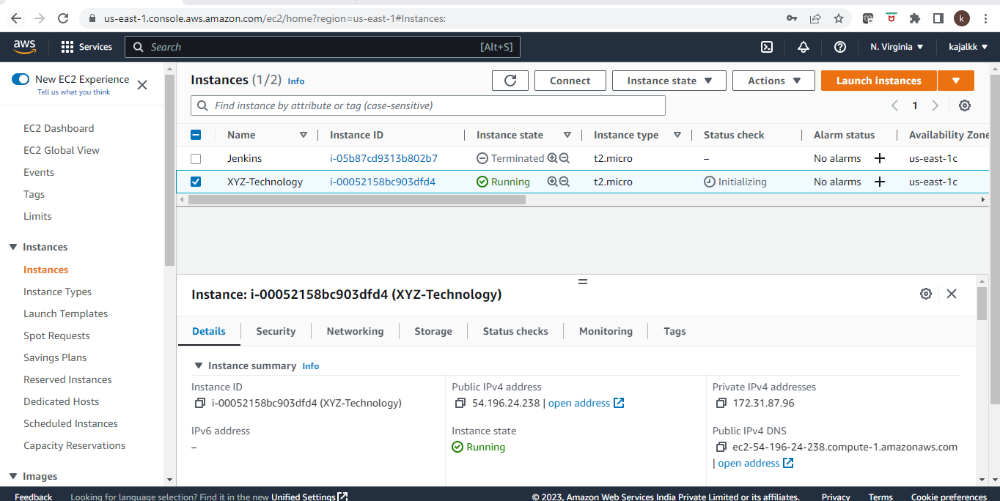 us-east-1.console.aws.amazon.com/ec2/home?region=us-east-1#Instances:
k
aws
Services
Search
[Alt+S]
N. Virginia
kajalkk
New EC2 Experience
Tell us what you think
EC2 Dashboard
EC2 Global View
Events
Tags
Limits
Instances
Instances
Instance Types
Launch Templates
Spot Requests
Savings Plans
Reserved Instances
Dedicated Hosts
Scheduled Instances
Capacity Reservations
Images
Instances (1/2) Info
Connect
Instance state
Actions
Launch instances
Find instance by attribute or tag (case-sensitive)
1
Name Instance ID Instance state Instance type Status check Alarm status Availability Zone
Jenkins i-05b87cd9313b802b7 Terminated t2.micro – No alarms + us-east-1c
XYZ-Technology i-00052158bc903dfd4 Running t2.micro Initializing No alarms + us-east-1c
Instance: i-00052158bc903dfd4 (XYZ-Technology)
Details Security Networking Storage Status checks Monitoring Tags
Instance summary Info
Instance ID
i-00052158bc903dfd4 (XYZ-Technology)
Public IPv4 address
54.196.24.238 | open address
Private IPv4 addresses
172.31.87.96
IPv6 address
–
Instance state
Running
Public IPv4 DNS
ec2-54-196-24-238.compute-1.amazonaws.com
| open address
Feedback Looking for language selection? Find it in the new Unified Settings © 2023, Amazon Web Services India Private Limited or its affiliates. Privacy Terms Cookie preferences